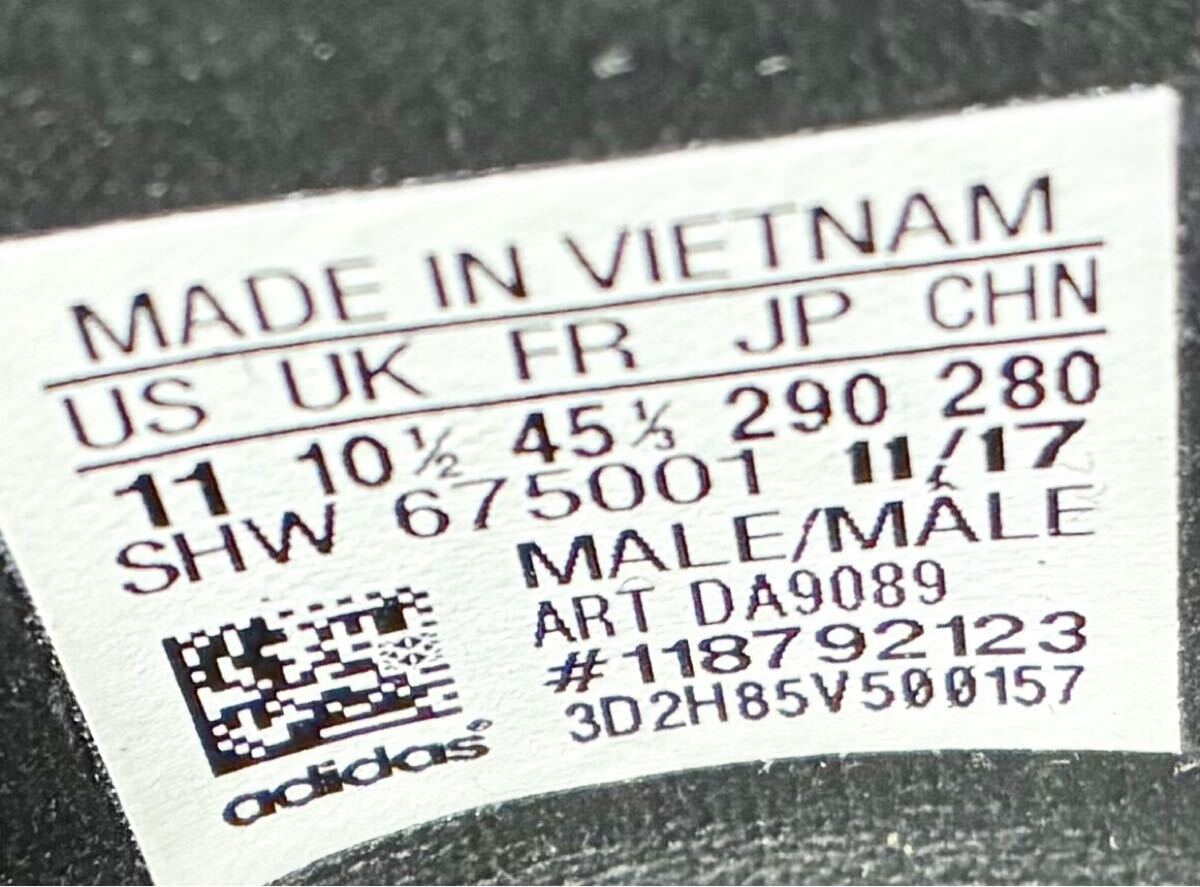 MADE IN VIETNAM
US UK FR JP CHN
11 10½ 45⅓ 290 280
SHW 675001 11/17
MALE/MÂLE
ART DA9089
#118792123
3D2H85V500157
adidas®